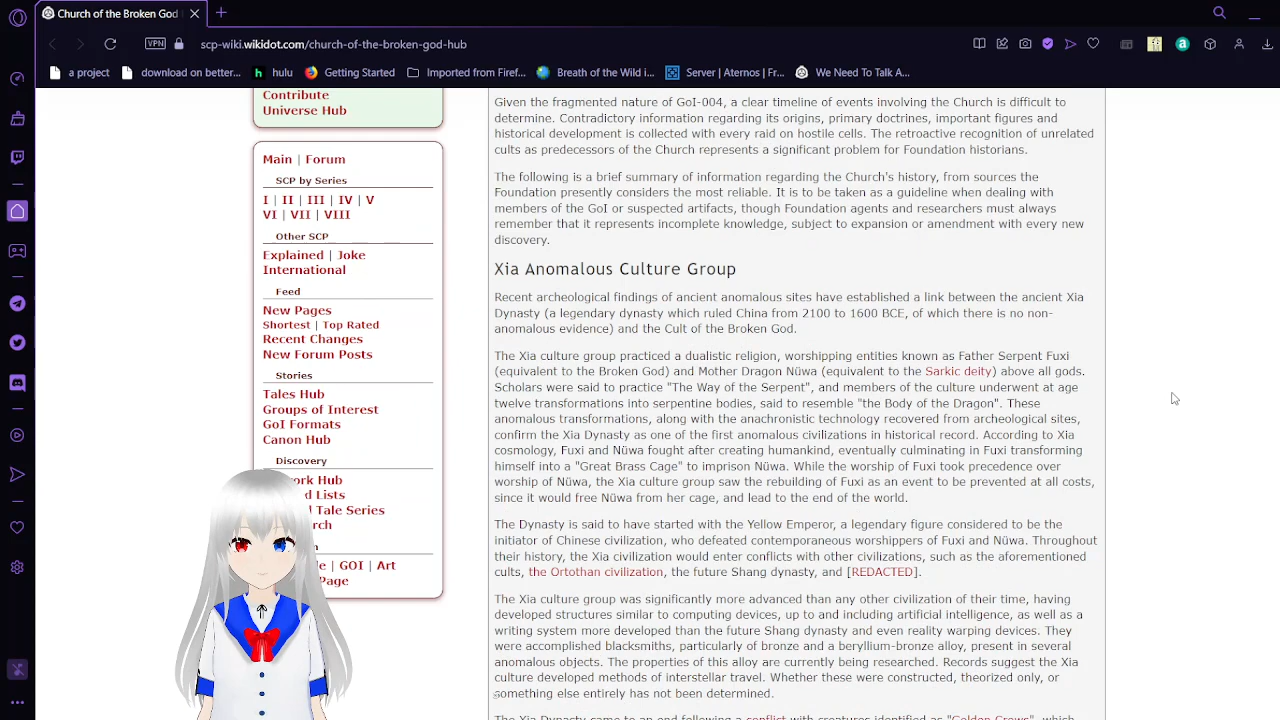 Church of the Broken God
VPN
scp-wiki.wikidot.com/church-of-the-broken-god-hub
a project
download on better...
hulu
Getting Started
Imported from Firef...
Breath of the Wild i...
Server | Aternos | Fr...
We Need To Talk A...
Contribute
Universe Hub
Main | Forum
SCP by Series
I | II | III | IV | V
VI | VII | VIII
Other SCP
Explained | Joke
International
Feed
New Pages
Shortest | Top Rated
Recent Changes
New Forum Posts
Stories
Tales Hub
Groups of Interest
GoI Formats
Canon Hub
Discovery
Hub
Lists
Tale Series
| GOI | Art
Page
Given the fragmented nature of GoI-004, a clear timeline of events involving the Church is difficult to
determine. Contradictory information regarding its origins, primary doctrines, important figures and
historical development is collected with every raid on hostile cells. The retroactive recognition of unrelated
cults as predecessors of the Church represents a significant problem for Foundation historians.
The following is a brief summary of information regarding the Church's history, from sources the
Foundation presently considers the most reliable. It is to be taken as a guideline when dealing with
members of the GoI or suspected artifacts, though Foundation agents and researchers must always
remember that it represents incomplete knowledge, subject to expansion or amendment with every new
discovery.
Xia Anomalous Culture Group
Recent archeological findings of ancient anomalous sites have established a link between the ancient Xia
Dynasty (a legendary dynasty which ruled China from 2100 to 1600 BCE, of which there is no non-
anomalous evidence) and the Cult of the Broken God.
The Xia culture group practiced a dualistic religion, worshipping entities known as Father Serpent Fuxi
(equivalent to the Broken God) and Mother Dragon Nüwa (equivalent to the Sarkic deity) above all gods.
Scholars were said to practice "The Way of the Serpent", and members of the culture underwent at age
twelve transformations into serpentine bodies, said to resemble "the Body of the Dragon". These
anomalous transformations, along with the anachronistic technology recovered from archeological sites,
confirm the Xia Dynasty as one of the first anomalous civilizations in historical record. According to Xia
cosmology, Fuxi and Nüwa fought after creating humankind, eventually culminating in Fuxi transforming
himself into a "Great Brass Cage" to imprison Nüwa. While the worship of Fuxi took precedence over
worship of Nüwa, the Xia culture group saw the rebuilding of Fuxi as an event to be prevented at all costs,
since it would free Nüwa from her cage, and lead to the end of the world.
The Dynasty is said to have started with the Yellow Emperor, a legendary figure considered to be the
initiator of Chinese civilization, who defeated contemporaneous worshippers of Fuxi and Nüwa. Throughout
their history, the Xia civilization would enter conflicts with other civilizations, such as the aforementioned
cults, the Ortothan civilization, the future Shang dynasty, and [REDACTED].
The Xia culture group was significantly more advanced than any other civilization of their time, having
developed structures similar to computing devices, up to and including artificial intelligence, as well as a
writing system more developed than the future Shang dynasty and even reality warping devices. They
were accomplished blacksmiths, particularly of bronze and a beryllium-bronze alloy, present in several
anomalous objects. The properties of this alloy are currently being researched. Records suggest the Xia
culture developed methods of interstellar travel. Whether these were constructed, theorized only, or
something else entirely has not been determined.
The Xia Dynasty came to an end following a conflict with creatures identified as "Golden Crows", which